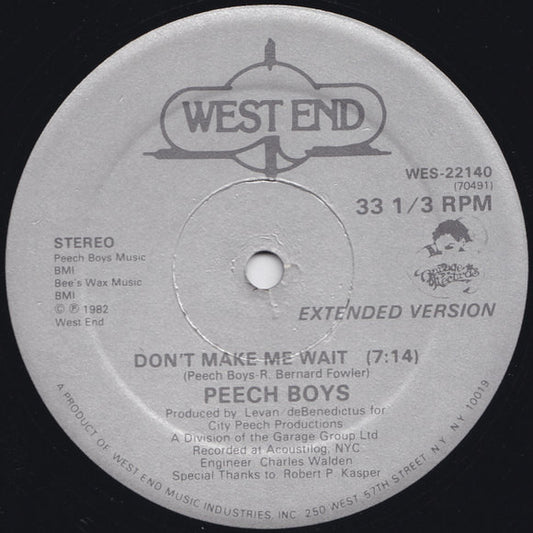 WEST END
WES-22140
(70491)
33 1/3 RPM
STEREO
Peech Boys Music
BMI
Bee's Wax Music
BMI
© ℗ 1982
West End
Garage Records
EXTENDED VERSION
DON'T MAKE ME WAIT (7:14)
(Peech Boys-R. Bernard Fowler)
PEECH BOYS
Produced by Levan/deBenedictus for
City Peech Productions
A Division of the Garage Group Ltd
Recorded at Acoustilog, NYC
Engineer Charles Walden
Special Thanks to Robert P. Kasper
A PRODUCT OF WEST END MUSIC INDUSTRIES, INC. 250 WEST 57TH STREET, N.Y. NY 10019